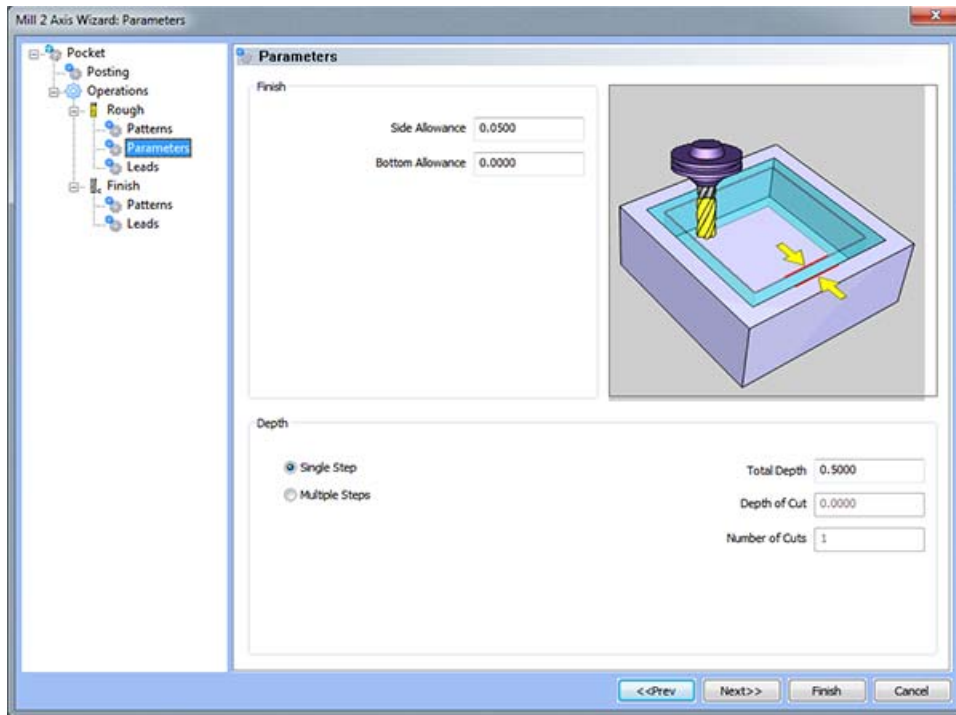 Mill 2 Axis Wizard: Parameters
Pocket
Posting
Operations
Rough
Patterns
Parameters
Leads
Finish
Patterns
Leads
Parameters
Finish
Side Allowance 0.0500
Bottom Allowance 0.0000
Depth
Single Step
Multiple Steps
Total Depth 0.5000
Depth of Cut 0.0000
Number of Cuts 1
<<Prev Next>> Finish Cancel